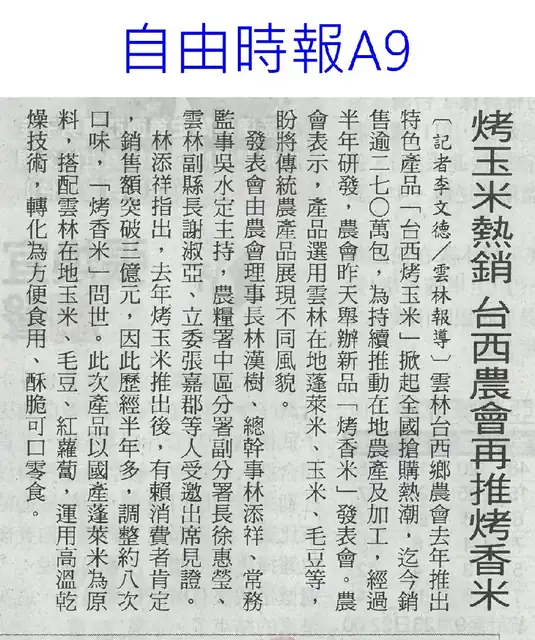 自由時報A9
烤玉米熱銷 台西農會再推烤香米
〔記者李文德／雲林報導〕雲林台西鄉農會去年推出
特色產品「台西烤玉米」掀起全國搶購熱潮，迄今銷
售逾二七〇萬包，為持續推動在地農產及加工，經過
半年研發，農會昨天舉辦新品「烤香米」發表會。農
會表示，產品選用雲林在地蓬萊米、玉米、毛豆等，
盼將傳統農產品展現不同風貌。
發表會由農會理事長林漢樹、總幹事林添祥、常務
監事吳水定主持，農糧署中區分署副分署長徐惠瑩、
雲林副縣長謝淑亞、立委張嘉郡等人受邀出席見證。
林添祥指出，去年烤玉米推出後，有賴消費者肯定
，銷售額突破三億元，因此歷經半年多，調整約八次
口味，「烤香米」問世。此次產品以國產蓬萊米為原
料，搭配雲林在地玉米、毛豆、紅蘿蔔，運用高溫乾
燥技術，轉化為方便食用、酥脆可口零食。